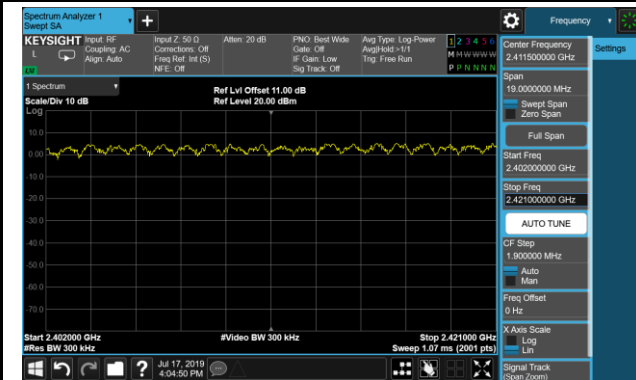 Spectrum Analyzer 1
Swept SA
+
Frequency
KEYSIGHT
L
LW
Input: RF
Coupling: AC
Align: Auto
Input Z: 50 Ω
Corrections: Off
Freq Ref: Int (S)
NFE: Off
Atten: 20 dB
PNO: Best Wide
Gate: Off
IF Gain: Low
Sig Track: Off
Avg Type: Log-Power
Avg|Hold:>1/1
Trig: Free Run
1 2 3 4 5 6
M W W W W W
P P N N N N
1 Spectrum
Scale/Div 10 dB
Ref Lvl Offset 11.00 dB
Ref Level 20.00 dBm
Log
10.0
0.00
-10.0
-20.0
-30.0
-40.0
-50.0
-60.0
-70.0
Start 2.402000 GHz
#Res BW 300 kHz
#Video BW 300 kHz
Stop 2.421000 GHz
Sweep 1.07 ms (2001 pts)
Jul 17, 2019
4:04:50 PM
?
Settings
Center Frequency
2.411500000 GHz
Span
19.0000000 MHz
Swept Span
Zero Span
Full Span
Start Freq
2.402000000 GHz
Stop Freq
2.421000000 GHz
AUTO TUNE
CF Step
1.900000 MHz
Auto
Man
Freq Offset
0 Hz
X Axis Scale
Log
Lin
Signal Track
(Span Zoom)